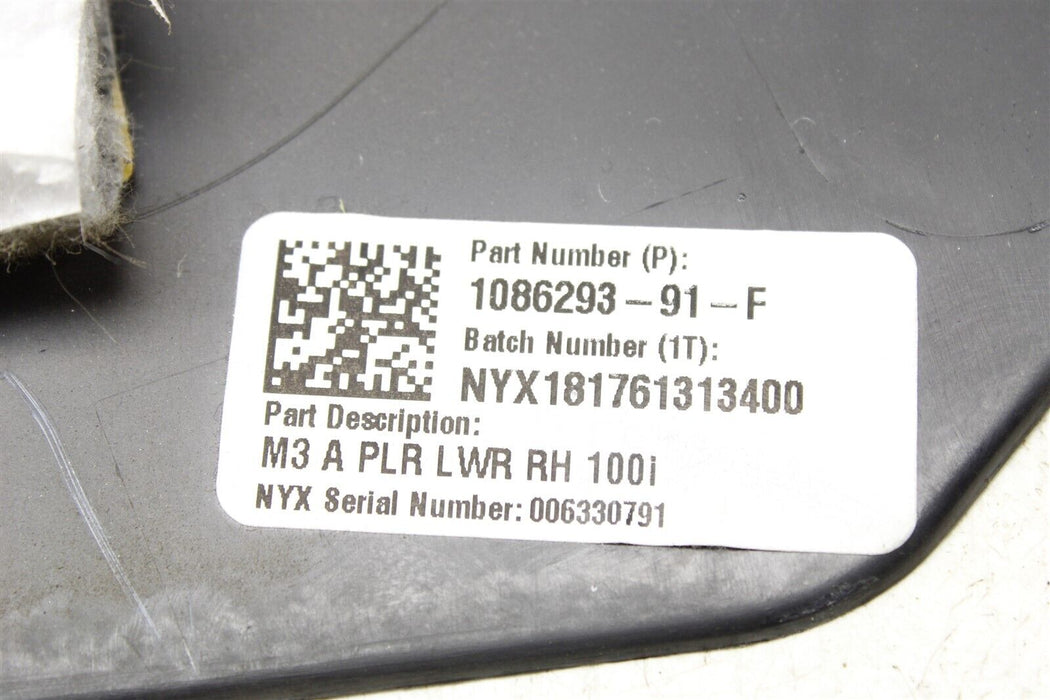 Part Number (P):
1086293-91-F
Batch Number (1T):
NYX181761313400
Part Description:
M3 A PLR LWR RH 100i
NYX Serial Number: 006330791